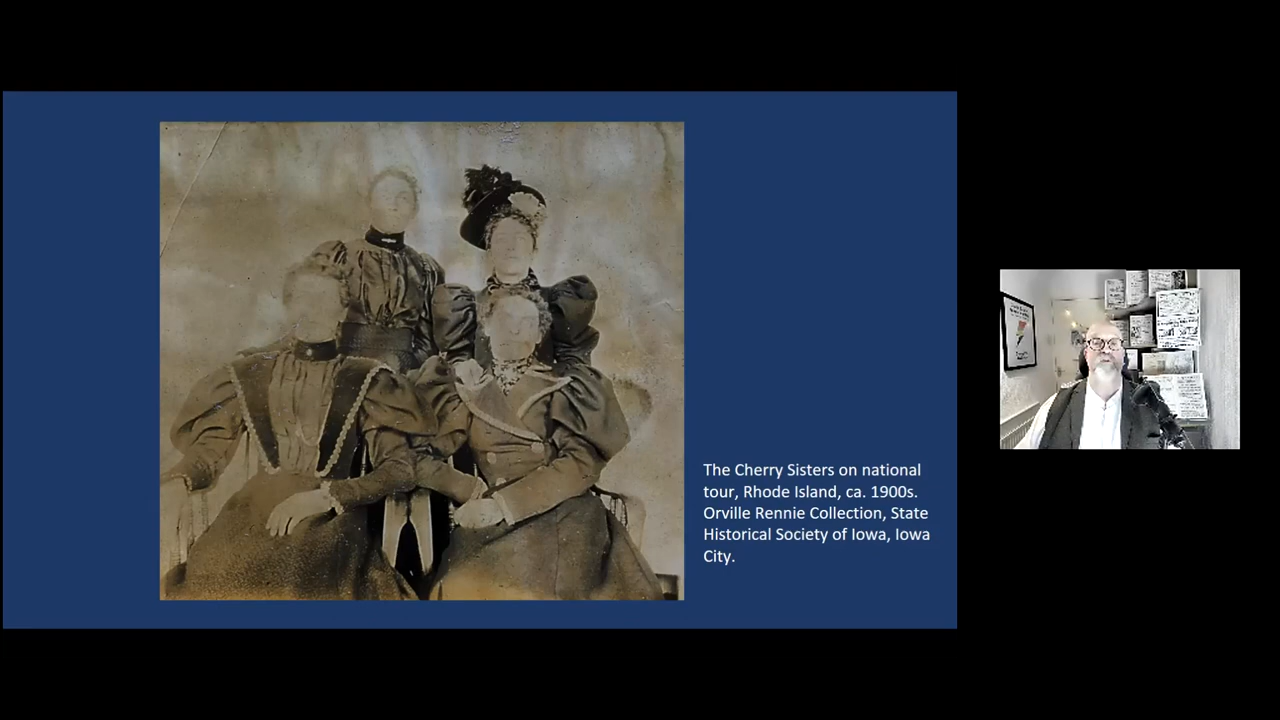 The Cherry Sisters on national
tour, Rhode Island, ca. 1900s.
Orville Rennie Collection, State
Historical Society of Iowa, Iowa
City.